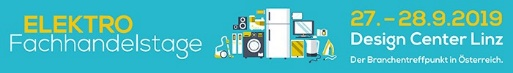 ELEKTRO
Fachhandelstage
27. – 28.9.2019
Design Center Linz
Der Branchentreffpunkt in Österreich.